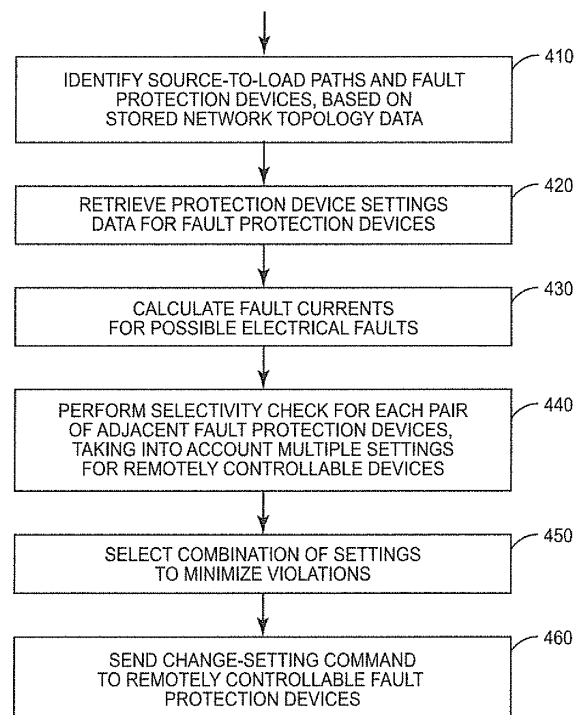 410
IDENTIFY SOURCE-TO-LOAD PATHS AND FAULT
PROTECTION DEVICES, BASED ON
STORED NETWORK TOPOLOGY DATA
420
RETRIEVE PROTECTION DEVICE SETTINGS
DATA FOR FAULT PROTECTION DEVICES
430
CALCULATE FAULT CURRENTS
FOR POSSIBLE ELECTRICAL FAULTS
440
PERFORM SELECTIVITY CHECK FOR EACH PAIR
OF ADJACENT FAULT PROTECTION DEVICES,
TAKING INTO ACCOUNT MULTIPLE SETTINGS
FOR REMOTELY CONTROLLABLE DEVICES
450
SELECT COMBINATION OF SETTINGS
TO MINIMIZE VIOLATIONS
460
SEND CHANGE-SETTING COMMAND
TO REMOTELY CONTROLLABLE FAULT
PROTECTION DEVICES